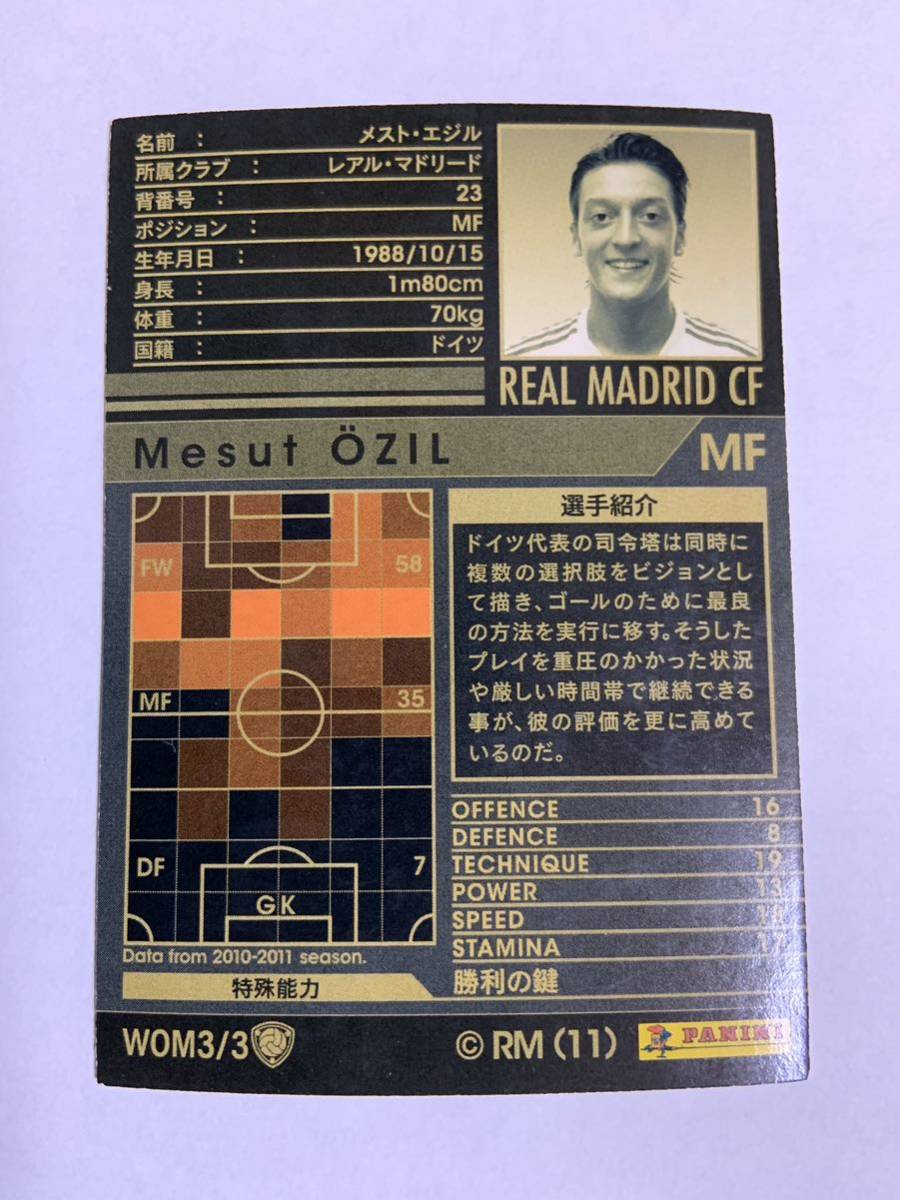 名前 : メスト・エジル
所属クラブ : レアル・マドリード
背番号 : 23
ポジション : MF
生年月日 : 1988/10/15
身長 : 1m80cm
体重 : 70kg
国籍 : ドイツ
REAL MADRID CF
Mesut ÖZIL MF
FW 58
MF 35
DF 7
GK
Data from 2010-2011 season.
選手紹介
ドイツ代表の司令塔は同時に
複数の選択肢をビジョンとし
て描き、ゴールのために最良
の方法を実行に移す。そうした
プレイを重圧のかかった状況
や厳しい時間帯で継続できる
事が、彼の評価を更に高めて
いるのだ。
OFFENCE 16
DEFENCE 8
TECHNIQUE 19
POWER 13
SPEED
STAMINA 17
特殊能力 勝利の鍵
WOM3/3 © RM (11) PANINI